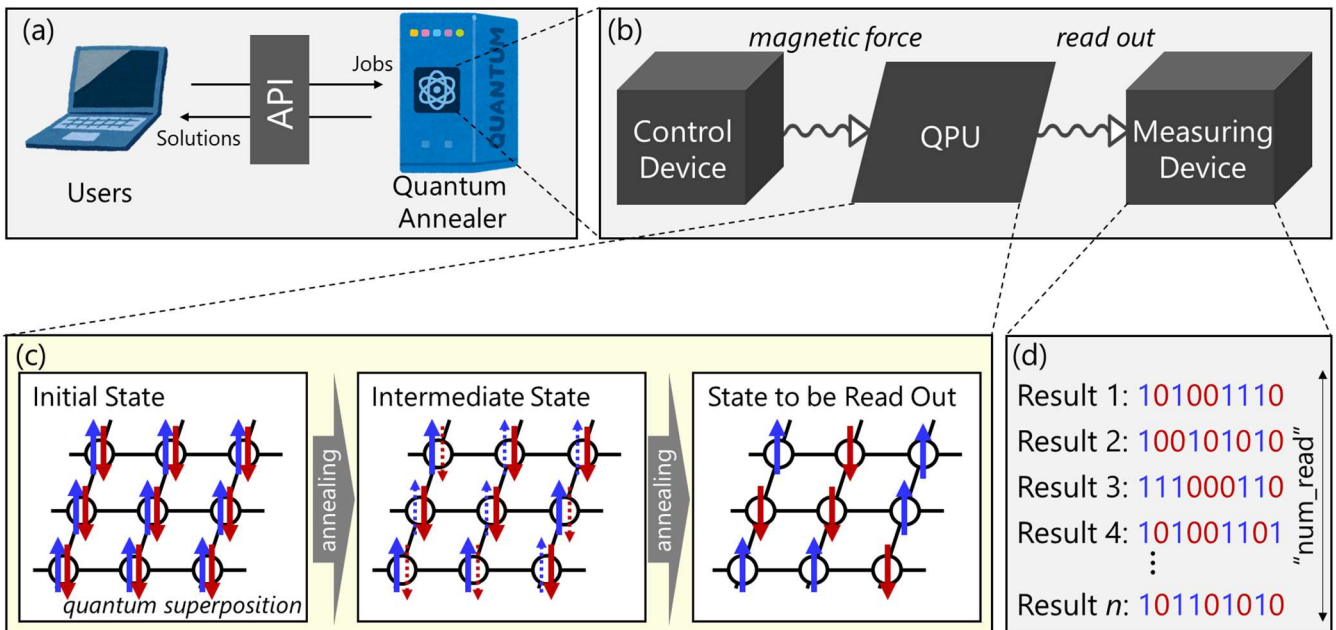 (a)
API
Jobs
Solutions
Users
QUANTUM
Quantum
Annealer
(b)
magnetic force
read out
Control
Device
QPU
Measuring
Device
(c)
Initial State
quantum superposition
annealing
Intermediate State
annealing
State to be Read Out
(d)
Result 1: 101001110
Result 2: 100101010
Result 3: 111000110
Result 4: 101001101
⋮
Result n: 101101010
"num_read"